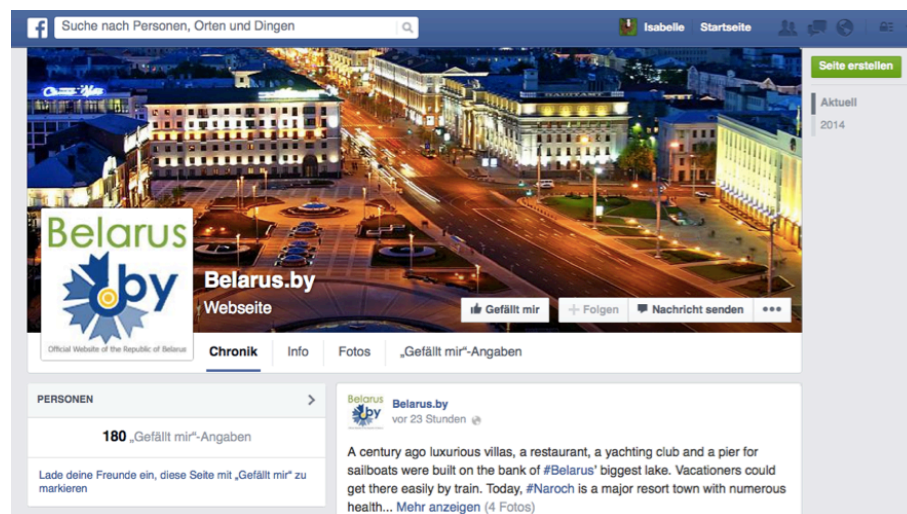 Suche nach Personen, Orten und Dingen
Isabelle Startseite
Seite erstellen
Aktuell
2014
Belarus
by
Official Website of the Republic of Belarus
Belarus.by
Webseite
Gefällt mir
Folgen
Nachricht senden
Chronik Info Fotos „Gefällt mir“-Angaben
PERSONEN
180 „Gefällt mir“-Angaben
Lade deine Freunde ein, diese Seite mit „Gefällt mir“ zu
markieren
Belarus
by
Belarus.by
vor 23 Stunden
A century ago luxurious villas, a restaurant, a yachting club and a pier for
sailboats were built on the bank of #Belarus' biggest lake. Vacationers could
get there easily by train. Today, #Naroch is a major resort town with numerous
health... Mehr anzeigen (4 Fotos)